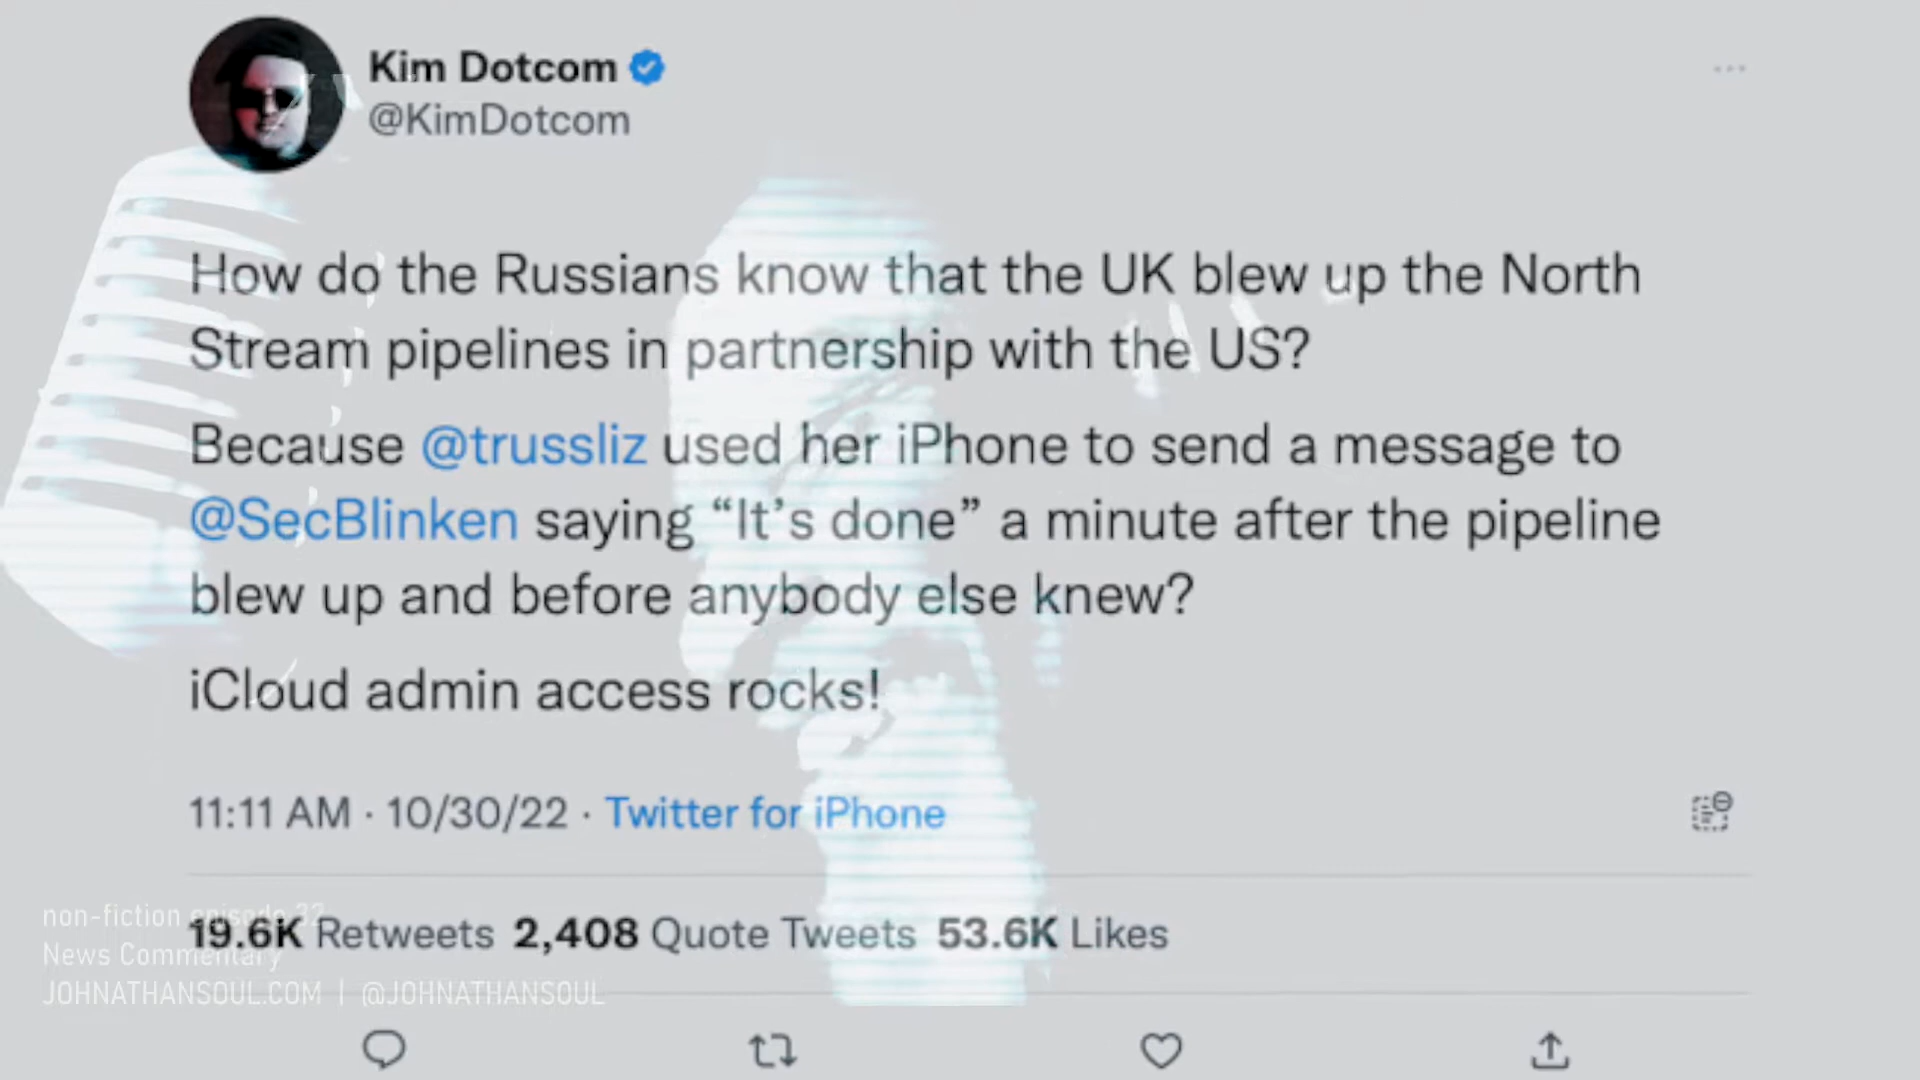 Kim Dotcom
@KimDotcom
How do the Russians know that the UK blew up the North
Stream pipelines in partnership with the US?
Because @trussliz used her iPhone to send a message to
@SecBlinken saying “It’s done” a minute after the pipeline
blew up and before anybody else knew?
iCloud admin access rocks!
11:11 AM · 10/30/22 · Twitter for iPhone
non-fiction episode 32
19.6K Retweets 2,408 Quote Tweets 53.6K Likes
News Commentary
JOHNATHANSOUL.COM | @JOHNATHANSOUL